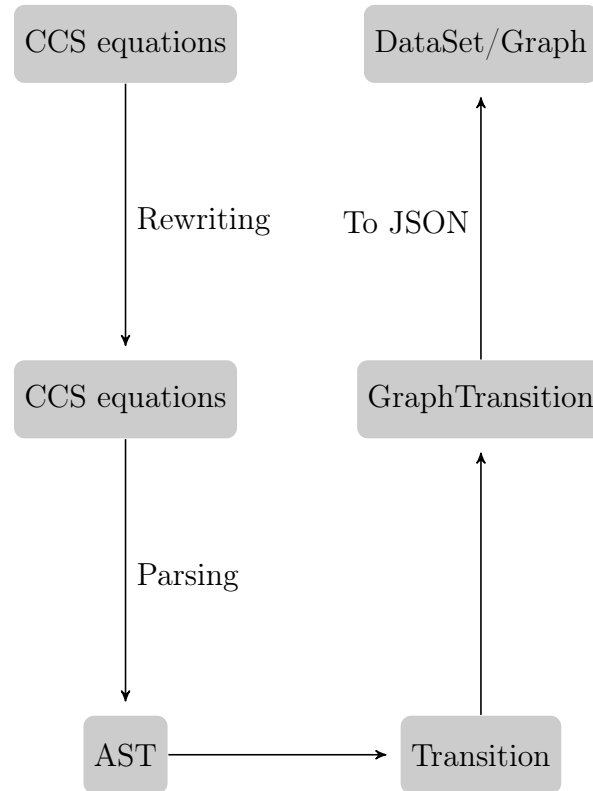 CCS equations
DataSet/Graph
Rewriting
To JSON
CCS equations
GraphTransition
Parsing
AST
Transition